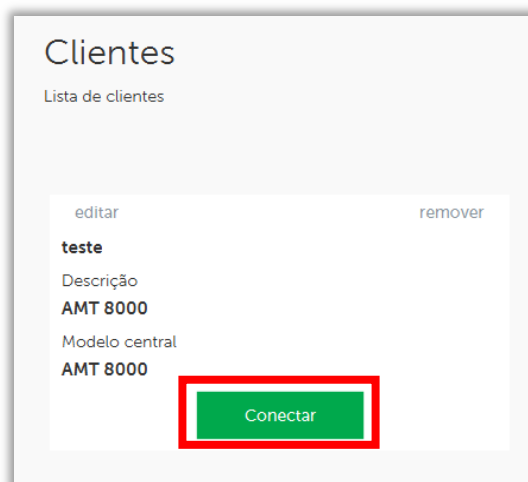 Clientes
Lista de clientes
editar remover
teste
Descrição
AMT 8000
Modelo central
AMT 8000
Conectar